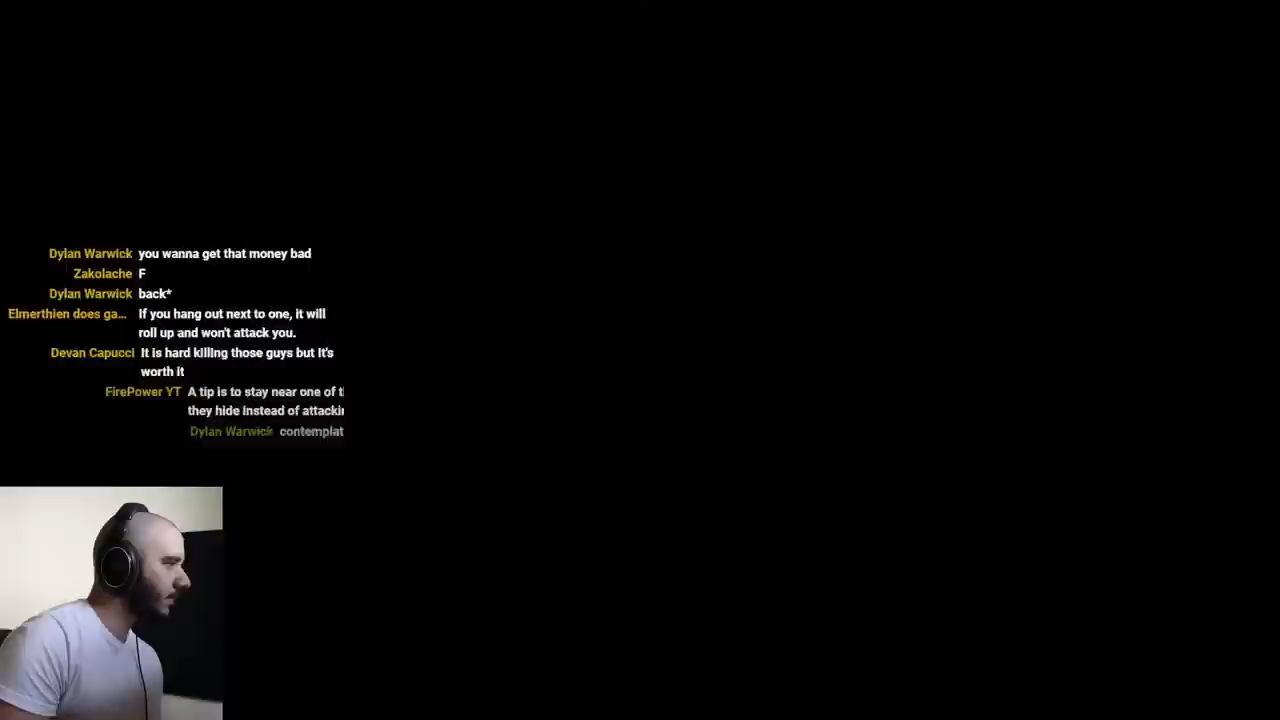 Dylan Warwick you wanna get that money bad
Zakolache F
Dylan Warwick back*
Elmerthien does ga... If you hang out next to one, it will
roll up and won't attack you.
Devan Capucci It is hard killing those guys but it's
worth it
FirePower YT A tip is to stay near one of
they hide instead of
Dylan Warwick